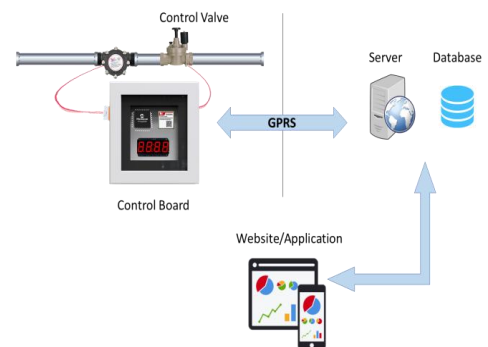 Control Valve
Server
Database
GPRS
8888
Control Board
Website/Application